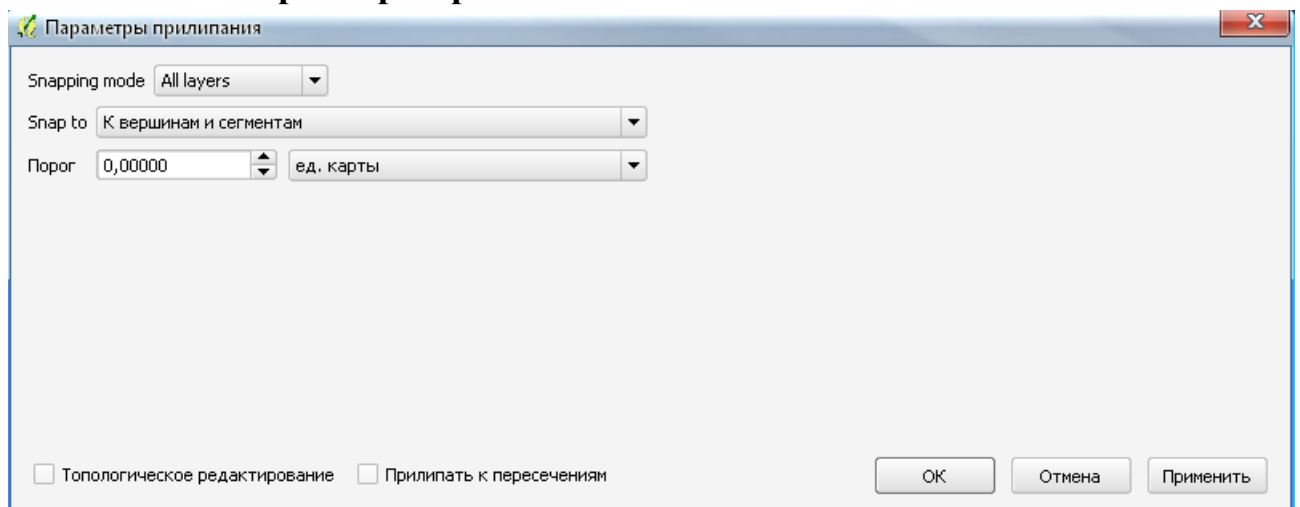 Параметры прилипания
Snapping mode All layers
Snap to К вершинам и сегментам
Порог 0,00000 ед. карты
Топологическое редактирование Прилипать к пересечениям ОК Отмена Применить